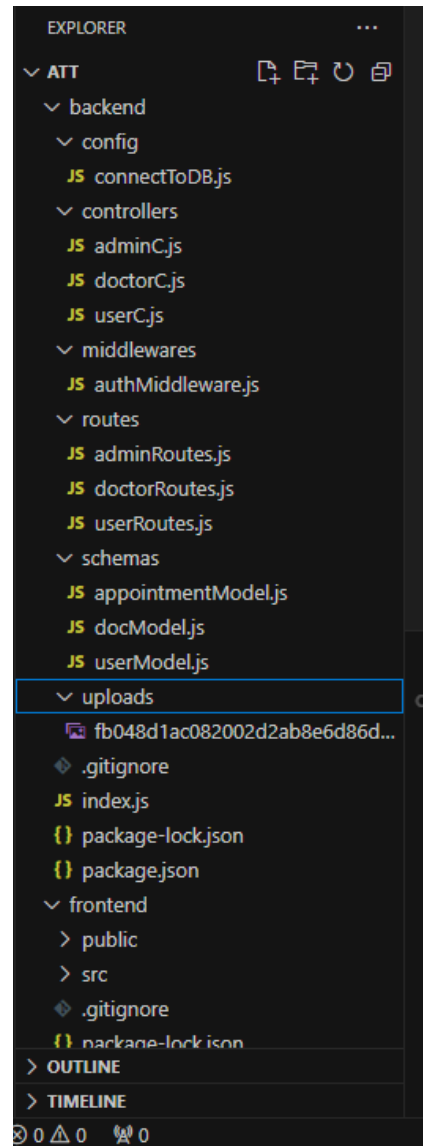 EXPLORER ...
ATT
backend
config
JS connectToDB.js
controllers
JS adminC.js
JS doctorC.js
JS userC.js
middlewares
JS authMiddleware.js
routes
JS adminRoutes.js
JS doctorRoutes.js
JS userRoutes.js
schemas
JS appointmentModel.js
JS docModel.js
JS userModel.js
uploads
fb048d1ac082002d2ab8e6d86d...
.gitignore
JS index.js
{} package-lock.json
{} package.json
frontend
public
src
.gitignore
{} package-lock.json
OUTLINE
TIMELINE
0 0 0